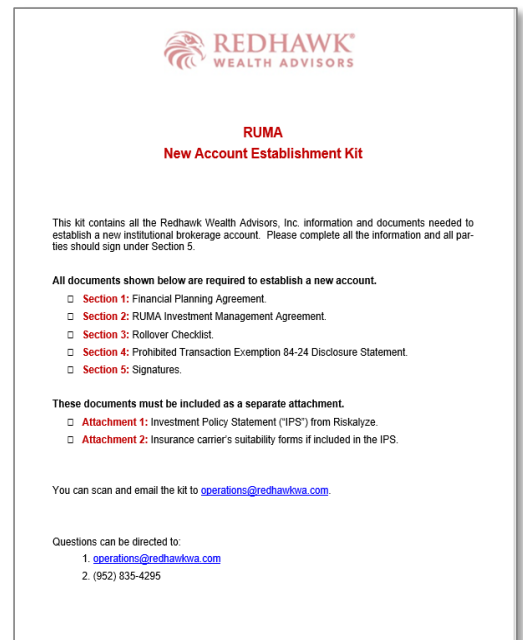 REDHAWK®
WEALTH ADVISORS
RUMA
New Account Establishment Kit
This kit contains all the Redhawk Wealth Advisors, Inc. information and documents needed to
establish a new institutional brokerage account. Please complete all the information and all par-
ties should sign under Section 5.
All documents shown below are required to establish a new account.
□ Section 1: Financial Planning Agreement.
□ Section 2: RUMA Investment Management Agreement.
□ Section 3: Rollover Checklist.
□ Section 4: Prohibited Transaction Exemption 84-24 Disclosure Statement.
□ Section 5: Signatures.
These documents must be included as a separate attachment.
□ Attachment 1: Investment Policy Statement (“IPS”) from Riskalyze.
□ Attachment 2: Insurance carrier's suitability forms if included in the IPS.
You can scan and email the kit to operations@redhawkwa.com.
Questions can be directed to:
1. operations@redhawkwa.com
2. (952) 835-4295